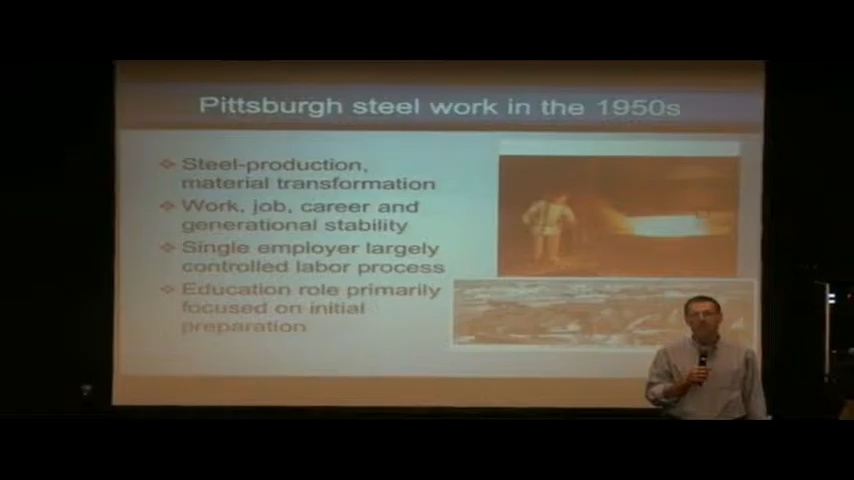 Pittsburgh steel work in the 1950s
Steel-production,
material transformation
Work, job, career and
generational stability
Single employer largely
controlled labor process
Education role primarily
focused on initial
preparation